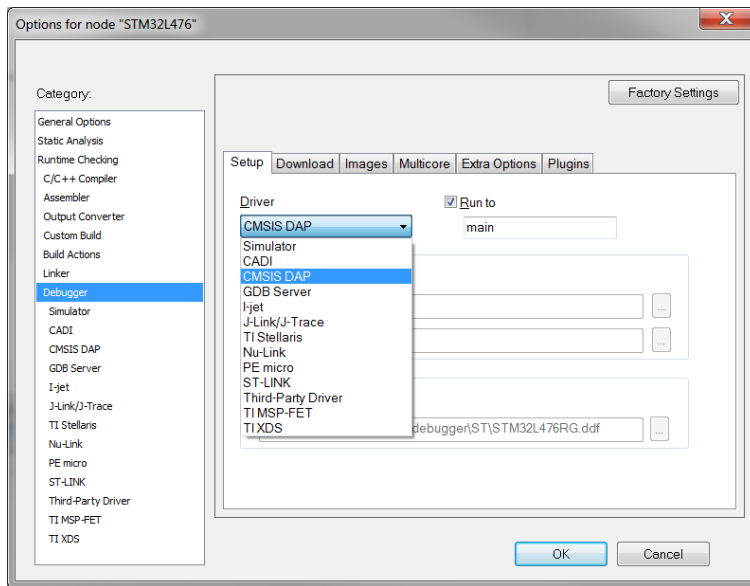 Options for node "STM32L476"
Category:
General Options
Static Analysis
Runtime Checking
C/C++ Compiler
Assembler
Output Converter
Custom Build
Build Actions
Linker
Debugger
Simulator
CADI
CMSIS DAP
GDB Server
I-jet
J-Link/J-Trace
TI Stellaris
Nu-Link
PE micro
ST-LINK
Third-Party Driver
TI MSP-FET
TI XDS
Factory Settings
Setup Download Images Multicore Extra Options Plugins
Driver
Run to
CMSIS DAP
main
Simulator
CADI
CMSIS DAP
GDB Server
I-jet
J-Link/J-Trace
TI Stellaris
...
Nu-Link
...
PE micro
ST-LINK
Third-Party Driver
TI MSP-FET
TI XDS
debugger\ST\STM32L476RG.ddf
...
OK Cancel